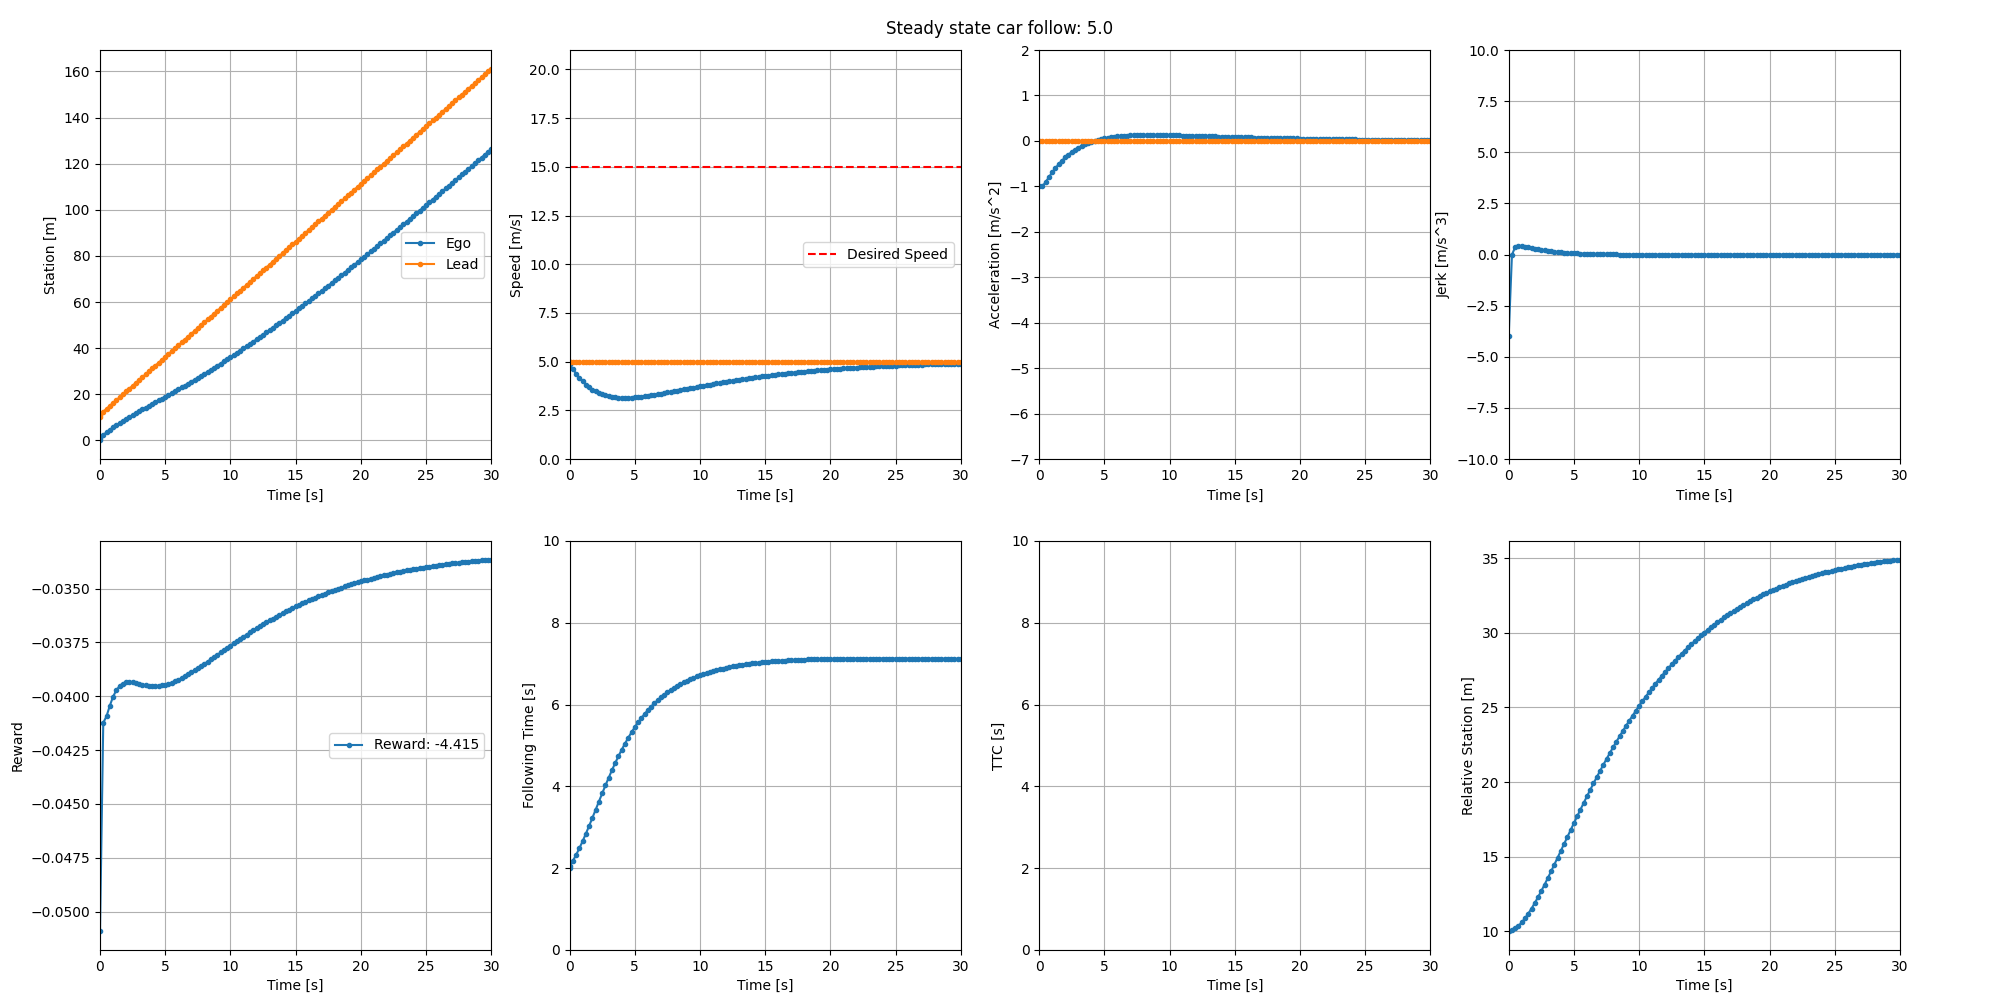 Steady state car follow: 5.0
160
140
120
100
80
60
40
20
0
Station [m]
Ego
Lead
0 5 10 15 20 25 30
Time [s]
20.0
17.5
15.0
12.5
10.0
7.5
5.0
2.5
0.0
Speed [m/s]
Desired Speed
0 5 10 15 20 25 30
Time [s]
2
1
0
−1
−2
−3
−4
−5
−6
−7
Acceleration [m/s^2]
0 5 10 15 20 25 30
Time [s]
10.0
7.5
5.0
2.5
0.0
−2.5
−5.0
−7.5
−10.0
Jerk [m/s^3]
0 5 10 15 20 25 30
Time [s]
−0.0350
−0.0375
−0.0400
−0.0425
−0.0450
−0.0475
−0.0500
Reward
Reward: -4.415
0 5 10 15 20 25 30
Time [s]
10
8
6
4
2
0
Following Time [s]
0 5 10 15 20 25 30
Time [s]
10
8
6
4
2
0
TTC [s]
0 5 10 15 20 25 30
Time [s]
35
30
25
20
15
10
Relative Station [m]
0 5 10 15 20 25 30
Time [s]